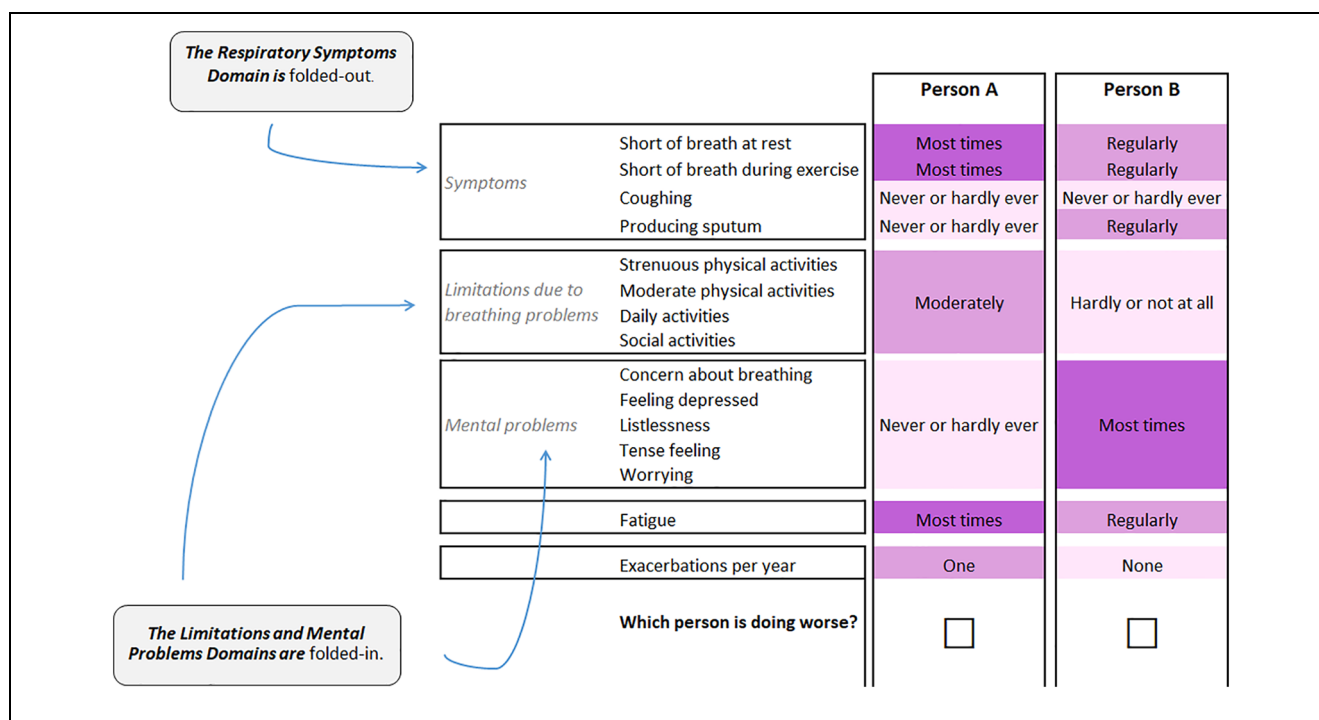 The Respiratory Symptoms
Domain is folded-out.
Person A
Person B
Symptoms
Short of breath at rest
Most times
Regularly
Short of breath during exercise
Most times
Regularly
Coughing
Never or hardly ever
Never or hardly ever
Producing sputum
Never or hardly ever
Regularly
Limitations due to
breathing problems
Strenuous physical activities
Moderate physical activities
Daily activities
Social activities
Moderately
Hardly or not at all
Mental problems
Concern about breathing
Feeling depressed
Listlessness
Tense feeling
Worrying
Never or hardly ever
Most times
Fatigue
Most times
Regularly
Exacerbations per year
One
None
Which person is doing worse?
The Limitations and Mental
Problems Domains are folded-in.